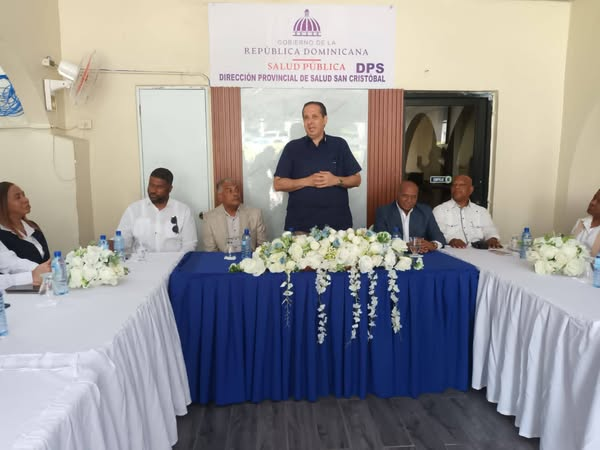 GOBIERNO DE LA
REPÚBLICA DOMINICANA
SALUD PÚBLICA
DPS
DIRECCIÓN PROVINCIAL DE SALUD SAN CRISTÓBAL